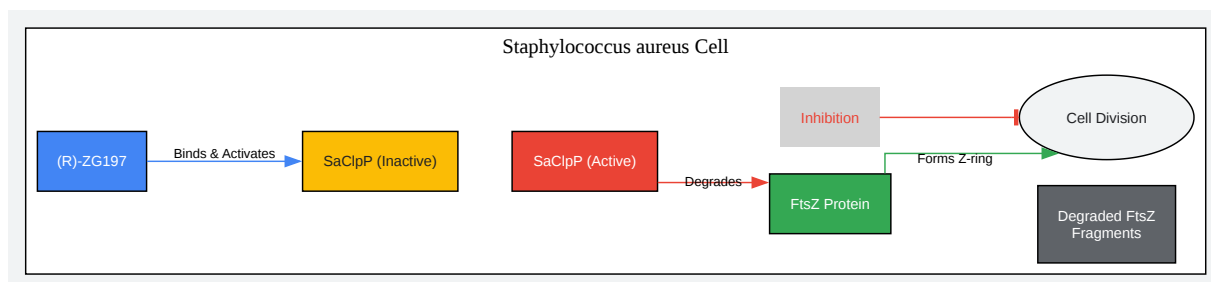 Staphylococcus aureus Cell
(R)-ZG197
Binds & Activates
SaClpP (Inactive)
SaClpP (Active)
Degrades
Inhibition
FtsZ Protein
Forms Z-ring
Cell Division
Degraded FtsZ
Fragments